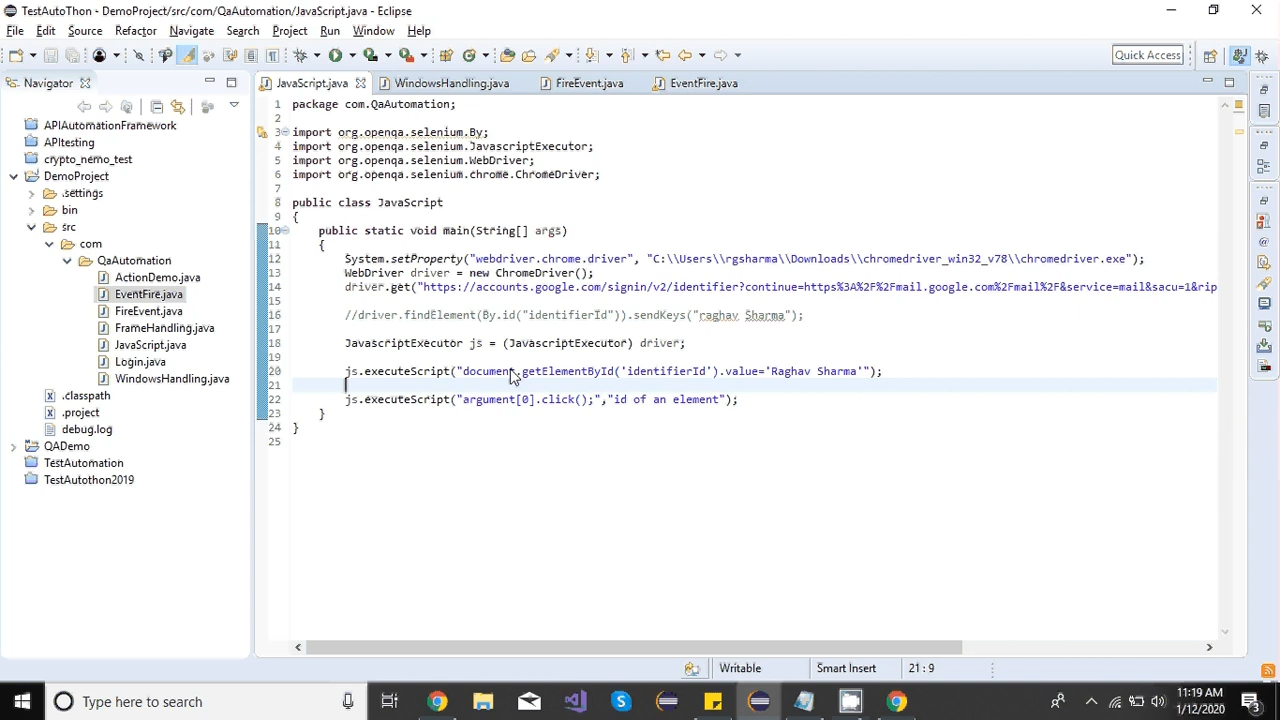 TestAutoThon - DemoProject/src/com/QaAutomation/JavaScript.java - Eclipse
File Edit Source Refactor Navigate Search Project Run Window Help
Quick Access
Navigator
JavaScript.java WindowsHandling.java FireEvent.java EventFire.java
APIAutomationFramework
APItesting
crypto_nemo_test
DemoProject
.settings
bin
src
com
QaAutomation
ActionDemo.java
EventFire.java
FireEvent.java
FrameHandling.java
JavaScript.java
Login.java
WindowsHandling.java
.classpath
.project
debug.log
QADemo
TestAutomation
TestAutothon2019
1 package com.QaAutomation;
2
3 import org.openqa.selenium.By;
4 import org.openqa.selenium.JavascriptExecutor;
5 import org.openqa.selenium.WebDriver;
6 import org.openqa.selenium.chrome.ChromeDriver;
7
8 public class JavaScript
9 {
10 public static void main(String[] args)
11 {
12 System.setProperty("webdriver.chrome.driver", "C:\\Users\\rgsharma\\Downloads\\chromedriver_win32_v78\\chromedriver.exe");
13 WebDriver driver = new ChromeDriver();
14 driver.get("https://accounts.google.com/signin/v2/identifier?continue=https%3A%2F%2Fmail.google.com%2Fmail%2F&service=mail&sacu=1&rip
15
16 //driver.findElement(By.id("identifierId")).sendKeys("raghav Sharma");
17
18 JavascriptExecutor js = (JavascriptExecutor) driver;
19
20 js.executeScript("document.getElementById('identifierId').value='Raghav Sharma'");
21
22 js.executeScript("argument[0].click();","id of an element");
23 }
24 }
25
Writable Smart Insert 21 : 9
Type here to search
11:19 AM
1/12/2020
3